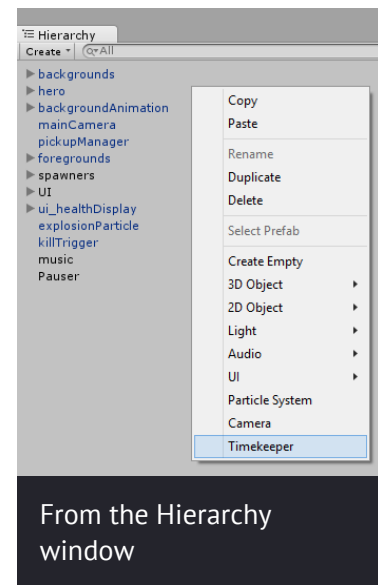 Hierarchy
Create All
backgrounds
hero
backgroundAnimation
mainCamera
pickupManager
foregrounds
spawners
UI
ui_healthDisplay
explosionParticle
killTrigger
music
Pauser
Copy
Paste
Rename
Duplicate
Delete
Select Prefab
Create Empty
3D Object
2D Object
Light
Audio
UI
Particle System
Camera
Timekeeper
From the Hierarchy
window